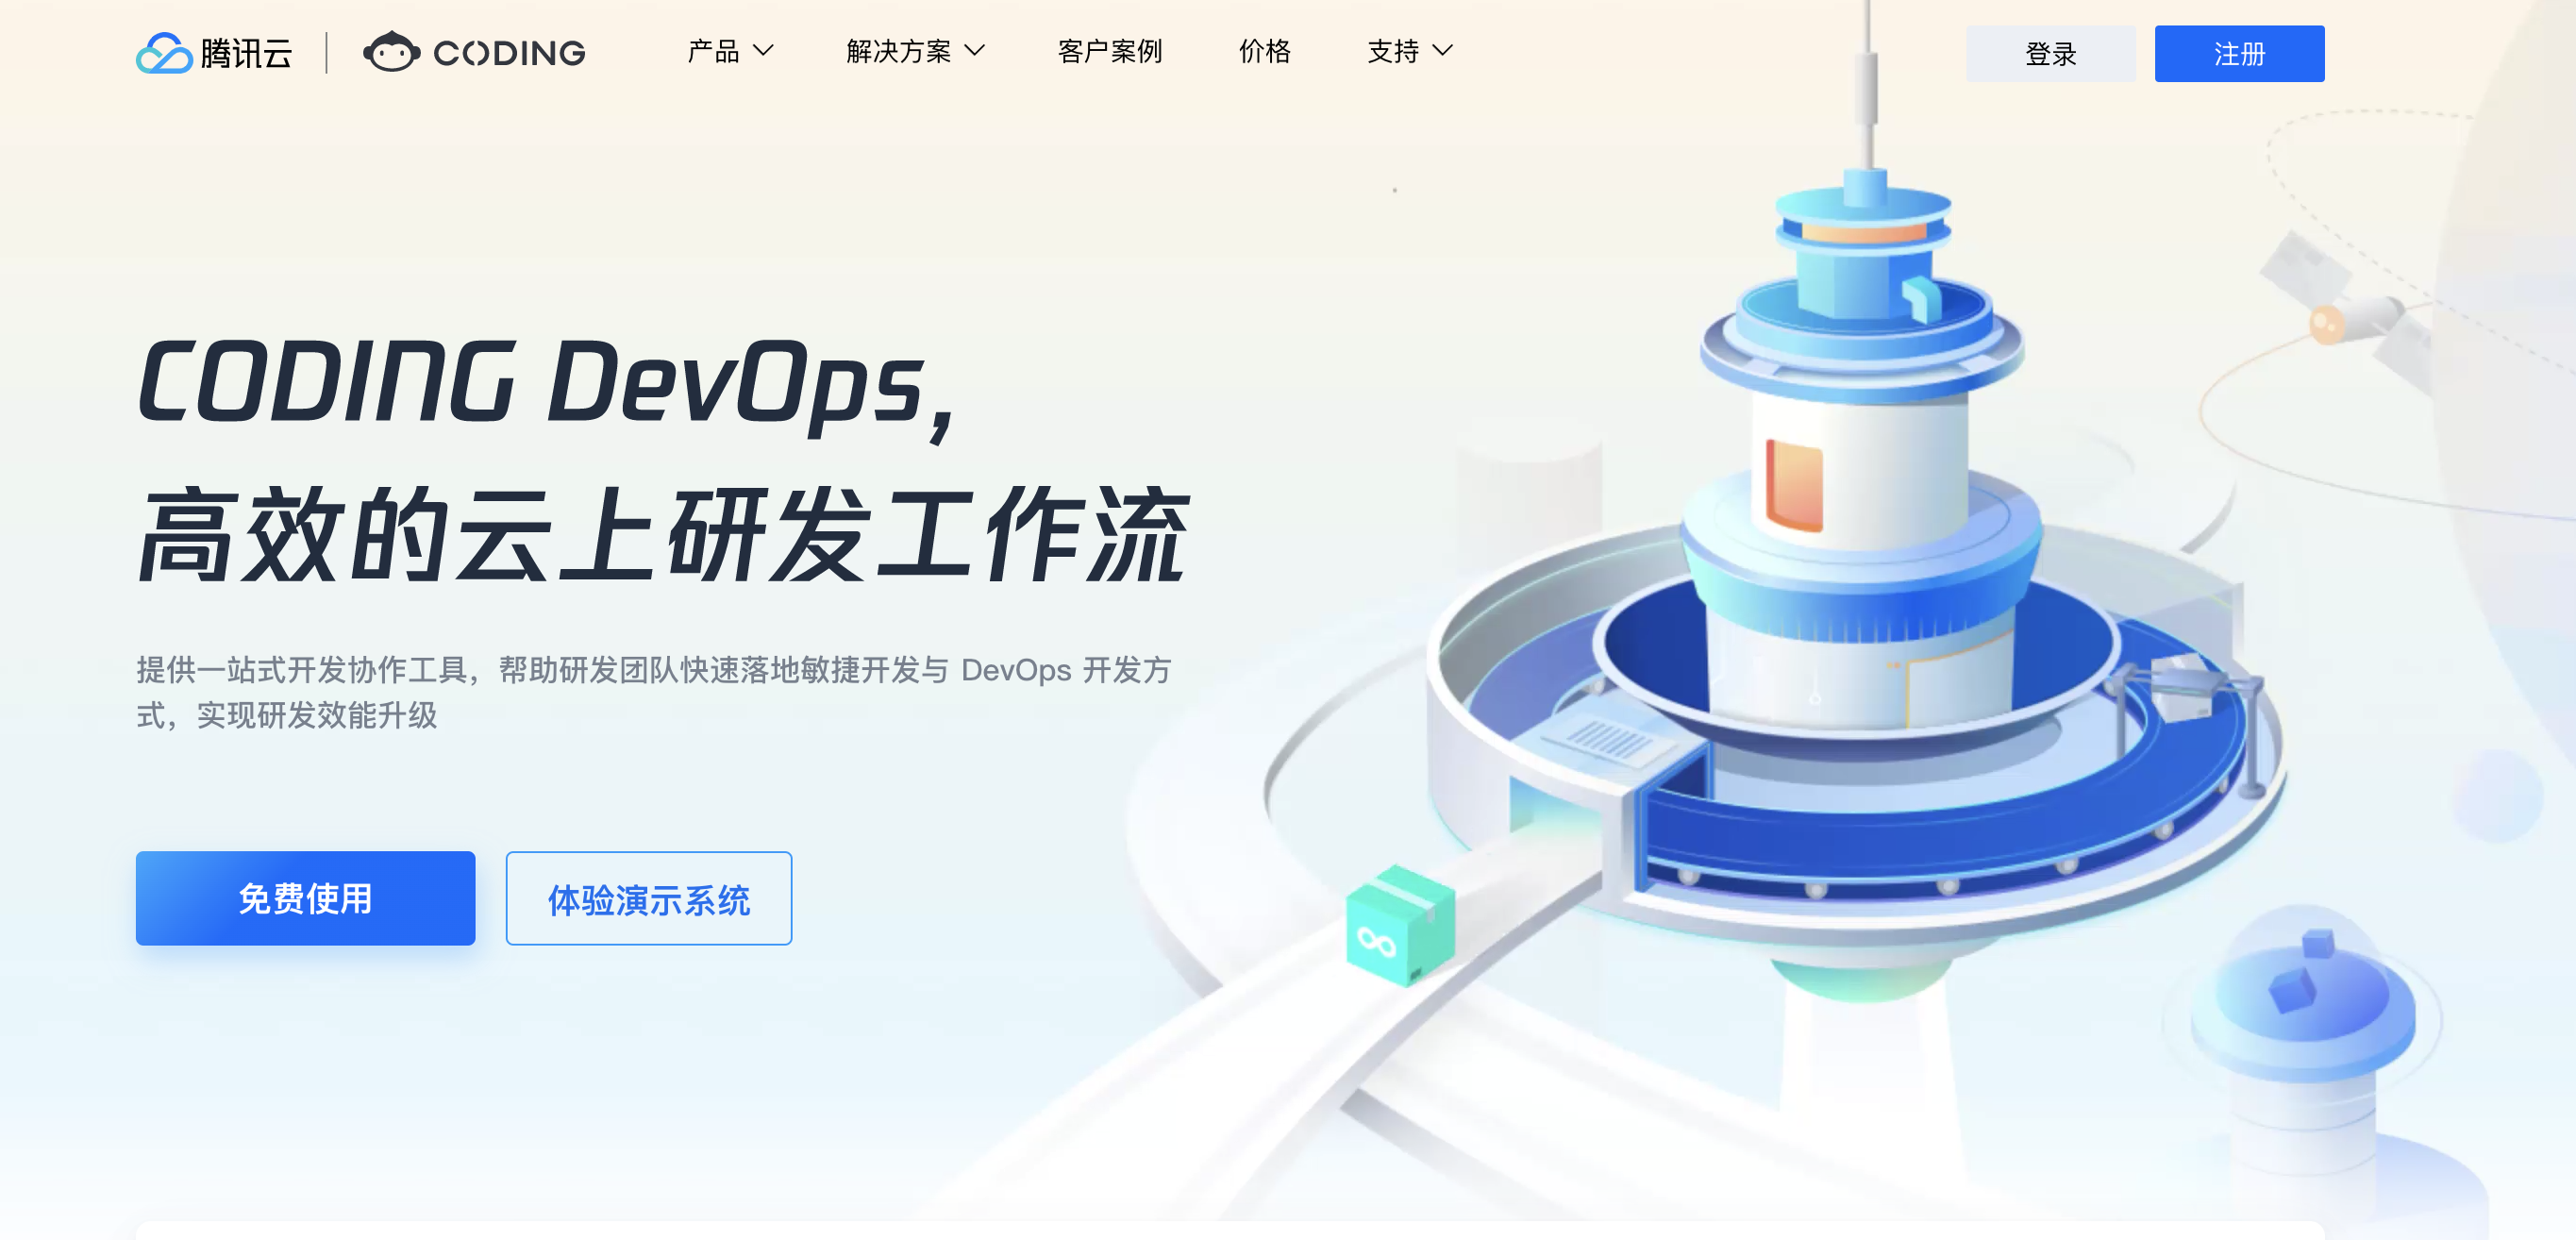 腾讯云 CODING 产品 解决方案 客户案例 价格 支持 登录 注册
CODING DevOps,
高效的云上研发工作流
提供一站式开发协作工具，帮助研发团队快速落地敏捷开发与 DevOps 开发方
式，实现研发效能升级
免费使用 体验演示系统